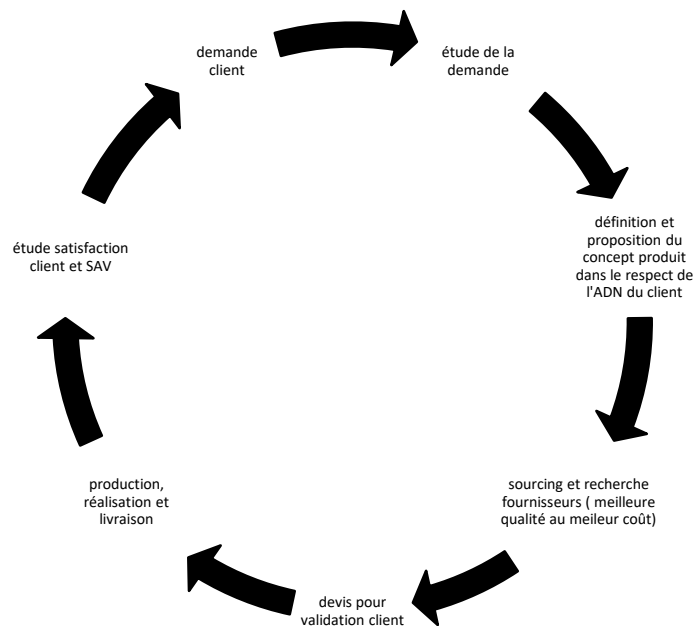 demande
client
étude de la
demande
définition et
proposition du
concept produit
dans le respect de
l'ADN du client
sourcing et recherche
fournisseurs ( meilleure
qualité au meileur coût)
devis pour
validation client
production,
réalisation et
livraison
étude satisfaction
client et SAV